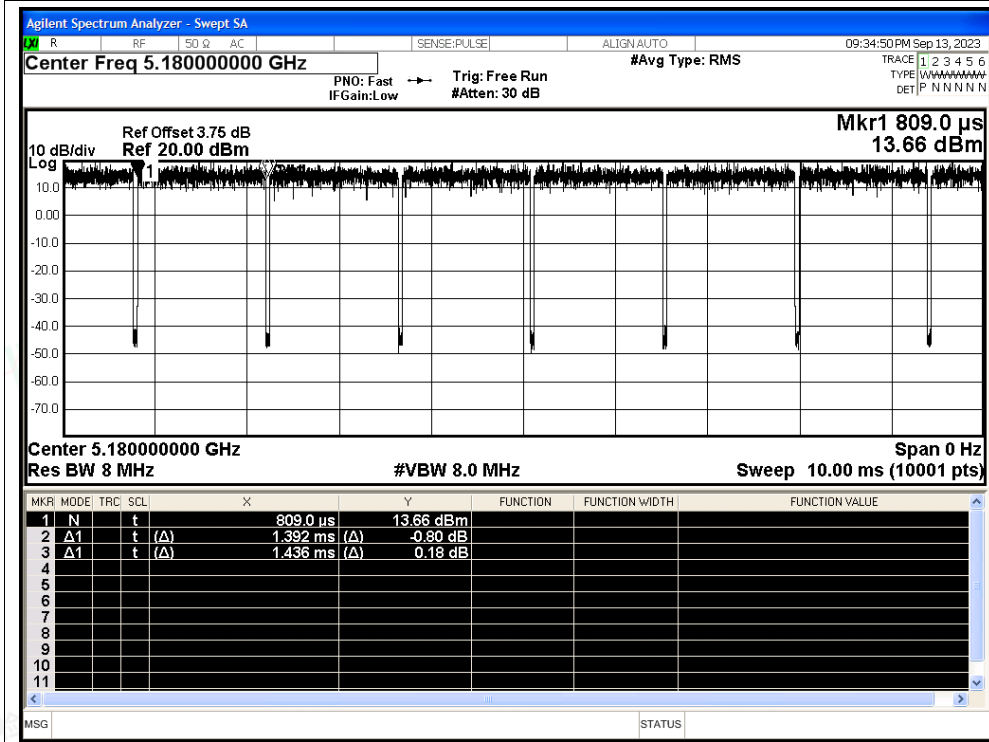 Agilent Spectrum Analyzer - Swept SA
LXI R RF 50 Ω AC SENSE:PULSE ALIGN AUTO 09:34:50 PM Sep 13, 2023
Center Freq 5.180000000 GHz #Avg Type: RMS TRACE 1 2 3 4 5 6
PNO: Fast Trig: Free Run TYPE
IFGain:Low #Atten: 30 dB DET P N N N N N
Mkr1 809.0 µs
Ref Offset 3.75 dB
10 dB/div Ref 20.00 dBm 13.66 dBm
Log
1
10.0
0.00
-10.0
-20.0
-30.0
-40.0
-50.0
-60.0
-70.0
Center 5.180000000 GHz Span 0 Hz
Res BW 8 MHz #VBW 8.0 MHz Sweep 10.00 ms (10001 pts)
MKR MODE TRC SCL X Y FUNCTION FUNCTION WIDTH FUNCTION VALUE
1 N t 809.0 µs 13.66 dBm
2 Δ1 t (Δ) 1.392 ms (Δ) -0.80 dB
3 Δ1 t (Δ) 1.436 ms (Δ) 0.18 dB
4
5
6
7
8
9
10
11
MSG STATUS